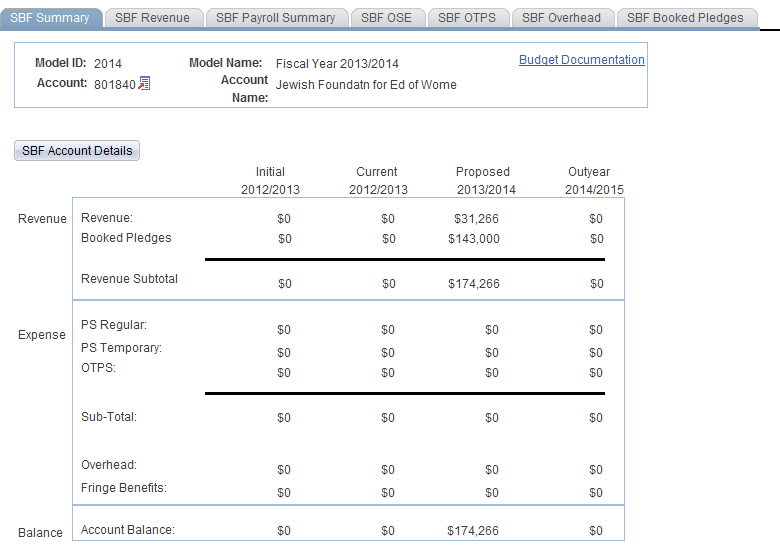 SBF Summary SBF Revenue SBF Payroll Summary SBF OSE SBF OTPS SBF Overhead SBF Booked Pledges
Model ID: 2014 Model Name: Fiscal Year 2013/2014 Budget Documentation
Account: 801840 Account Name: Jewish Foundatn for Ed of Wome
SBF Account Details
Initial Current Proposed Outyear
2012/2013 2012/2013 2013/2014 2014/2015
Revenue Revenue: $0 $0 $31,266 $0
Booked Pledges $0 $0 $143,000 $0
Revenue Subtotal $0 $0 $174,266 $0
Expense PS Regular: $0 $0 $0 $0
PS Temporary: $0 $0 $0 $0
OTPS: $0 $0 $0 $0
Sub-Total: $0 $0 $0 $0
Overhead: $0 $0 $0 $0
Fringe Benefits: $0 $0 $0 $0
Balance Account Balance: $0 $0 $174,266 $0